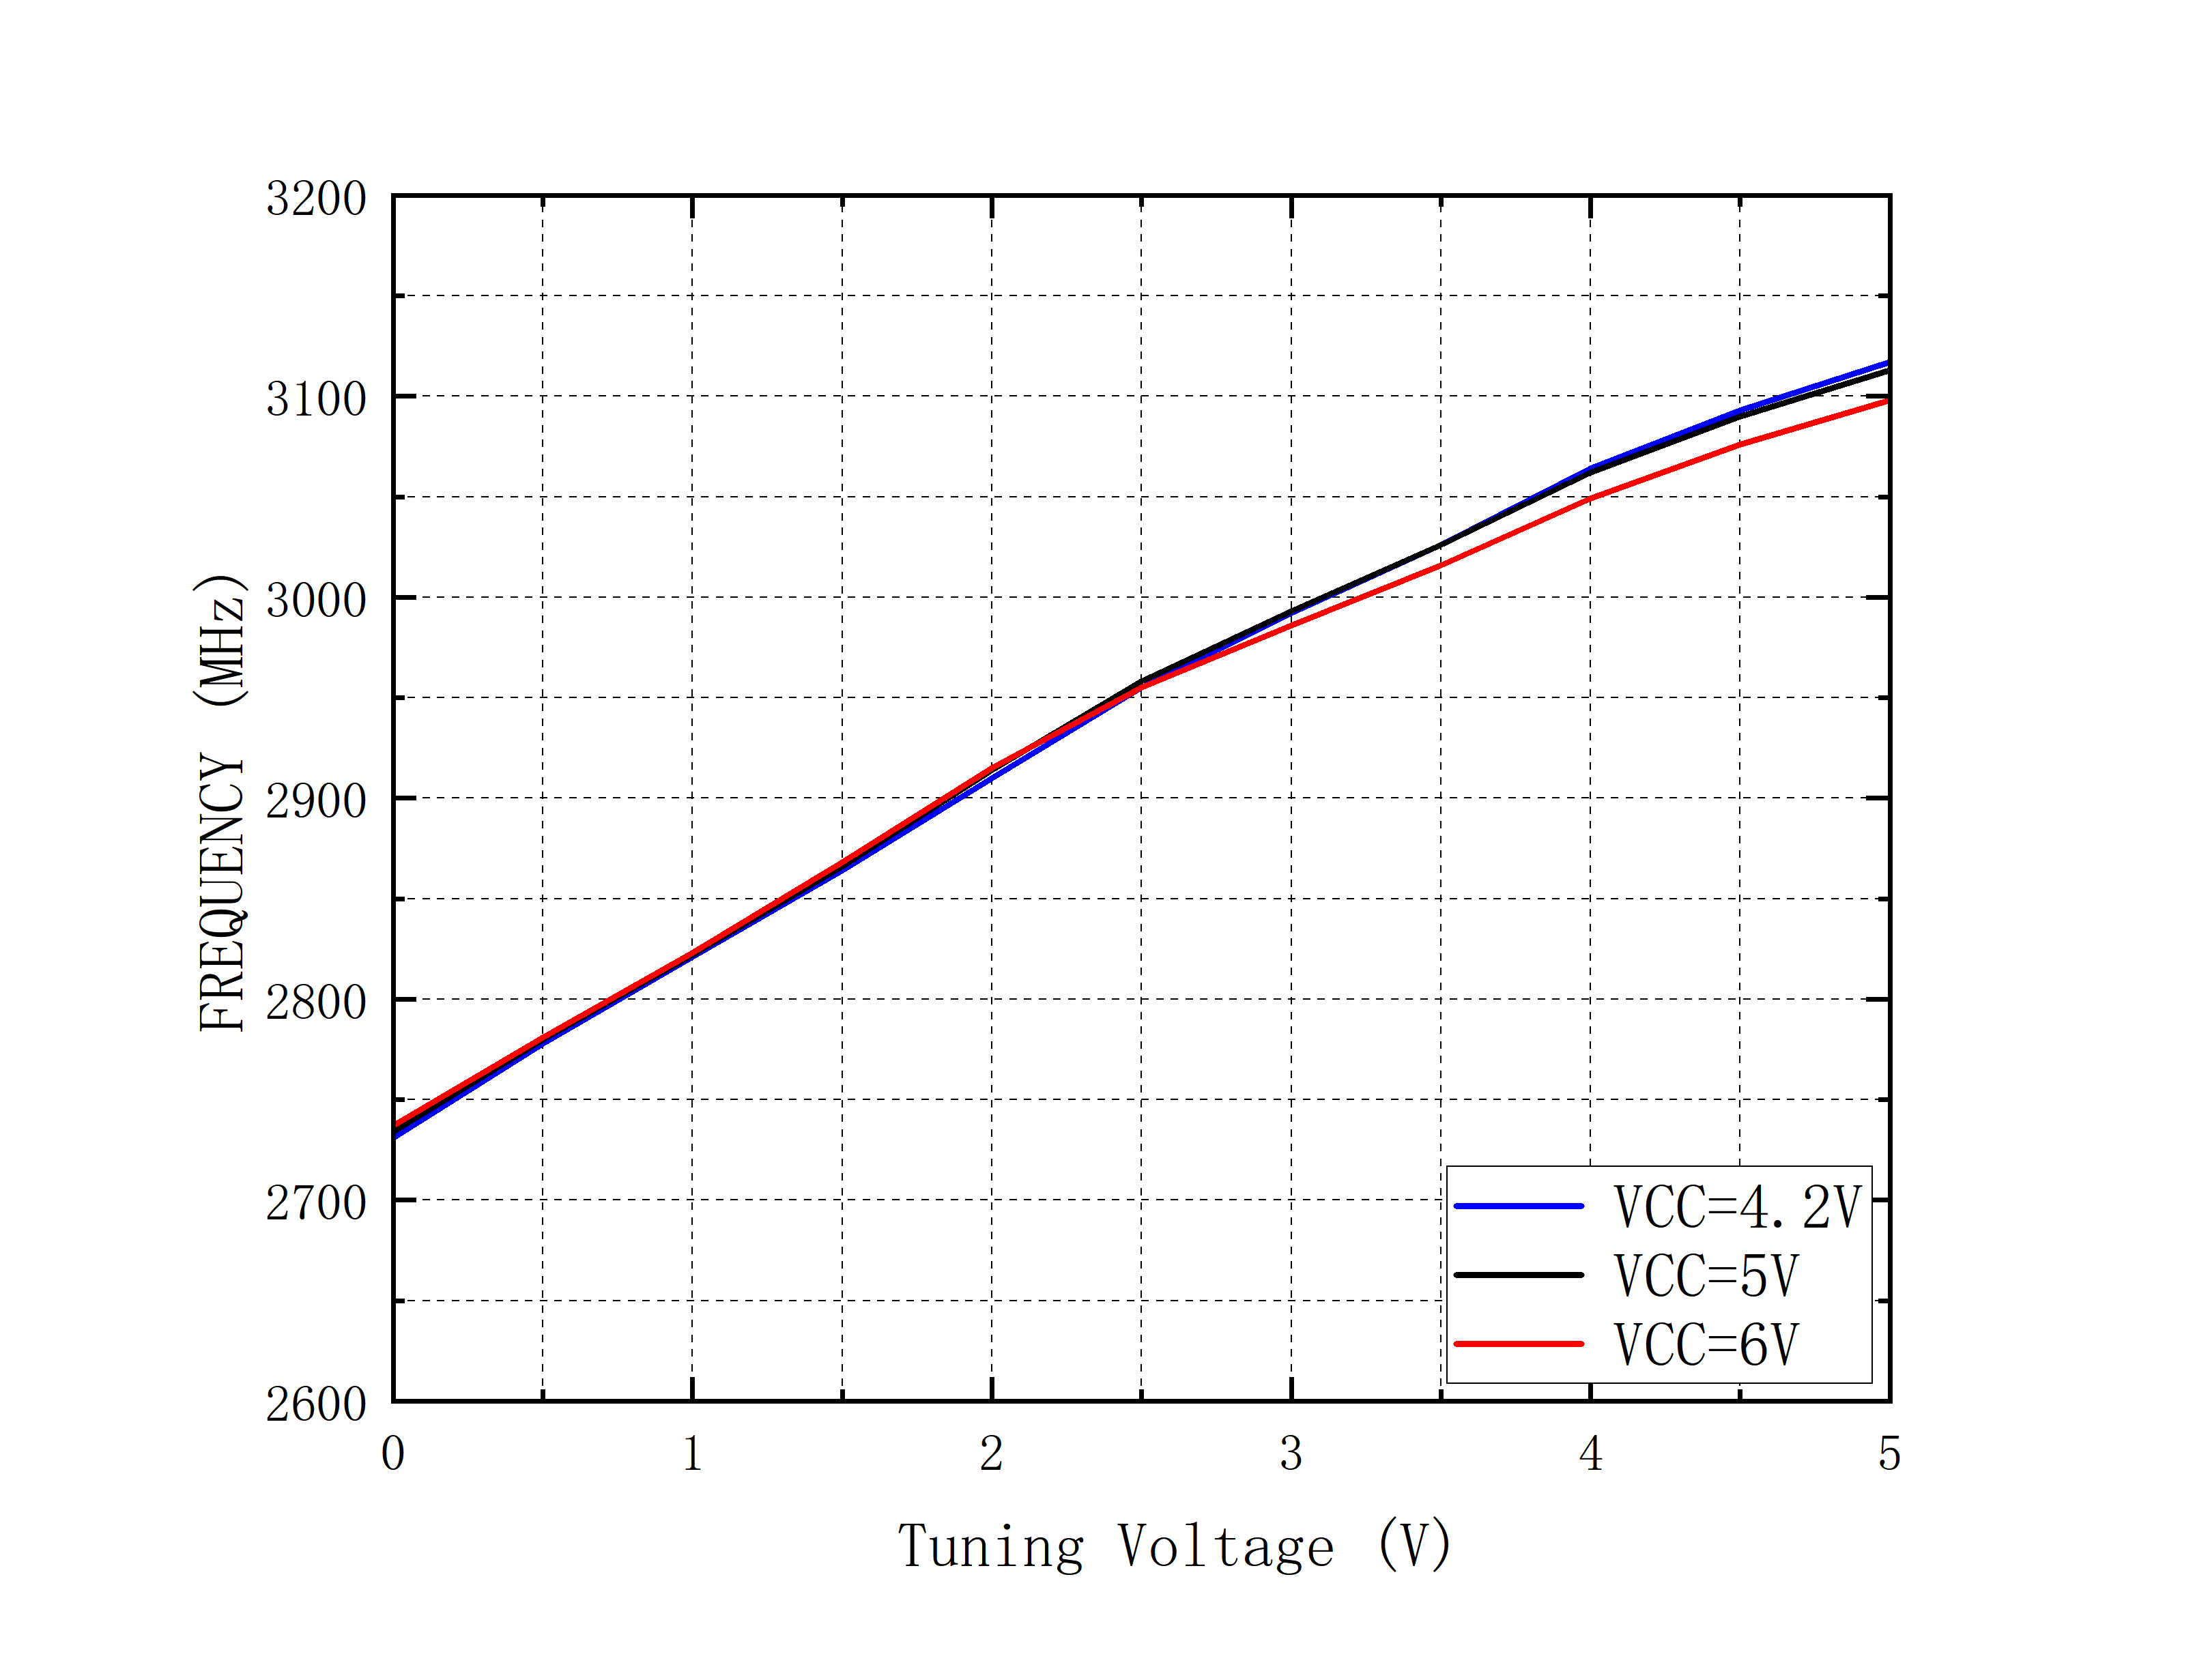 3200
3100
3000
2900
2800
2700
2600
FREQUENCY (MHz)
0 1 2 3 4 5
Tuning Voltage (V)
VCC=4.2V
VCC=5V
VCC=6V